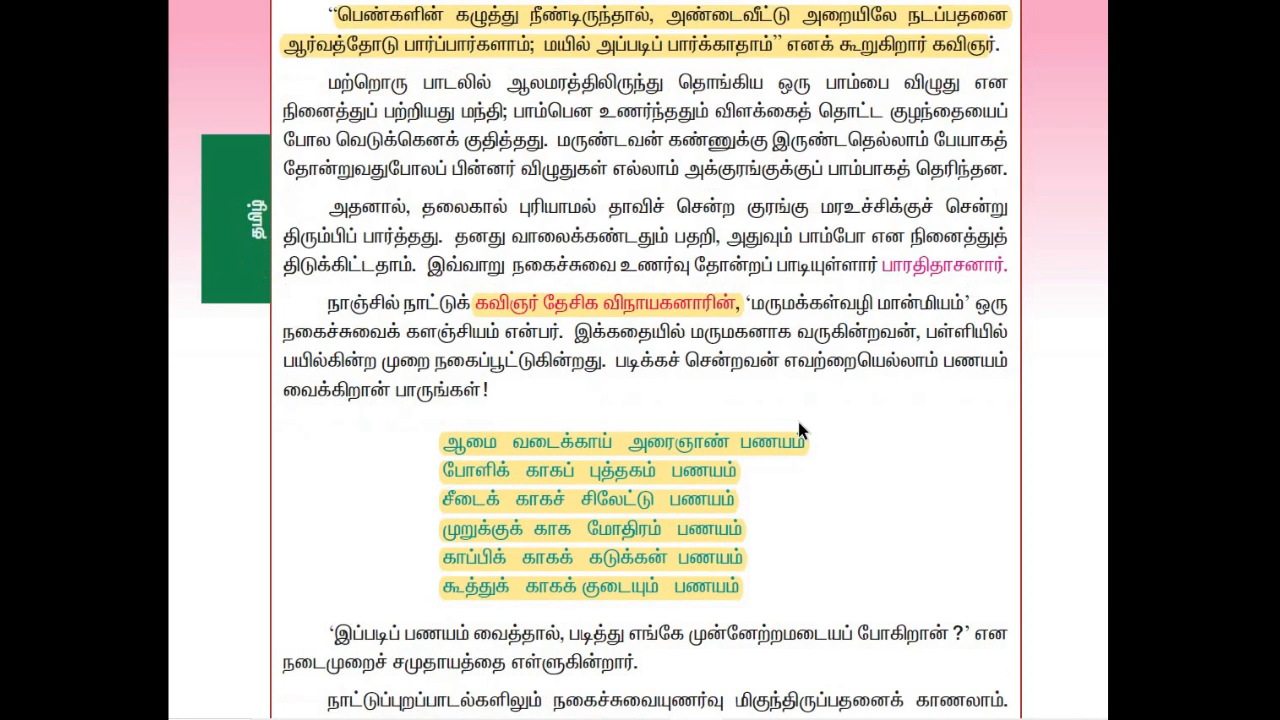 “பெண்களின் கழுத்து நீண்டிருந்தால், அண்டைவீட்டு அறையிலே நடப்பதனை
ஆர்வத்தோடு பார்ப்பார்களாம்; மயில் அப்படிப் பார்க்காதாம்” எனக் கூறுகிறார் கவிஞர்.
மற்றொரு பாடலில் ஆலமரத்திலிருந்து தொங்கிய ஒரு பாம்பை விழுது என
நினைத்துப் பற்றியது மந்தி; பாம்பென உணர்ந்ததும் விளக்கைத் தொட்ட குழந்தையைப்
போல வெடுக்கெனக் குதித்தது. மருண்டவன் கண்ணுக்கு இருண்டதெல்லாம் பேயாகத்
தோன்றுவதுபோலப் பின்னர் விழுதுகள் எல்லாம் அக்குரங்குக்குப் பாம்பாகத் தெரிந்தன.
அதனால், தலைகால் புரியாமல் தாவிச் சென்ற குரங்கு மரஉச்சிக்குச் சென்று
திரும்பிப் பார்த்தது. தனது வாலைக்கண்டதும் பதறி, அதுவும் பாம்போ என நினைத்துத்
திடுக்கிட்டதாம். இவ்வாறு நகைச்சுவை உணர்வு தோன்றப் பாடியுள்ளார் பாரதிதாசனார்.
தமிழ்
நாஞ்சில் நாட்டுக் கவிஞர் தேசிக விநாயகனாரின், ‘மருமக்கள்வழி மான்மியம்’ ஒரு
நகைச்சுவைக் களஞ்சியம் என்பர். இக்கதையில் மருமகனாக வருகின்றவன், பள்ளியில்
பயில்கின்ற முறை நகைப்பூட்டுகின்றது. படிக்கச் சென்றவன் எவற்றையெல்லாம் பணயம்
வைக்கிறான் பாருங்கள்!
ஆமை வடைக்காய் அரைஞாண் பணயம்
போளிக் காகப் புத்தகம் பணயம்
சீடைக் காகச் சிலேட்டு பணயம்
முறுக்குக் காக மோதிரம் பணயம்
காப்பிக் காகக் கடுக்கன் பணயம்
கூத்துக் காகக் குடையும் பணயம்
‘இப்படிப் பணயம் வைத்தால், படித்து எங்கே முன்னேற்றமடையப் போகிறான் ?’ என
நடைமுறைச் சமுதாயத்தை எள்ளுகின்றார்.
நாட்டுப்புறப்பாடல்களிலும் நகைச்சுவையுணர்வு மிகுந்திருப்பதனைக் காணலாம்.